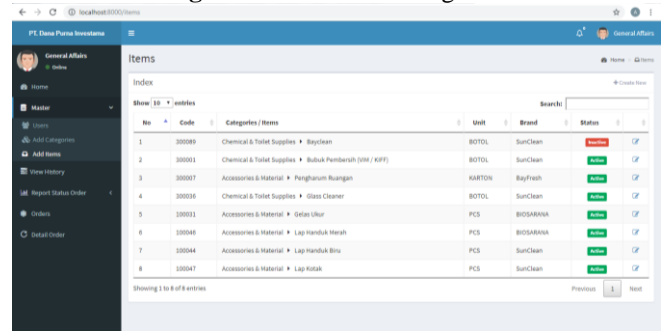 localhost:8000/items
PT. Dana Purna Investama
General Affairs
General Affairs
Online
Items
Home
Items
Home
Index
Create New
Master
Show 10 entries
Search:
Users
Add Categories
Add Items
View History
Report Status Order
Orders
Detail Order
No Code Categories / Items Unit Brand Status
1 300089 Chemical & Toilet Supplies Bayclean BOTOL SunClean Inactive
2 300001 Chemical & Toilet Supplies Bubuk Pembersih (VIM / KIFF) BOTOL SunClean Active
3 300007 Accessories & Material Pengharum Ruangan KARTON BayFresh Active
4 300036 Chemical & Toilet Supplies Glass Cleaner BOTOL SunClean Active
5 100031 Accessories & Material Gelas Ukur PCS BIOSARANA Active
6 100046 Accessories & Material Lap Handuk Merah PCS BIOSARANA Active
7 100044 Accessories & Material Lap Handuk Biru PCS SunClean Active
8 100047 Accessories & Material Lap Kotak PCS SunClean Active
Showing 1 to 8 of 8 entries
Previous 1 Next